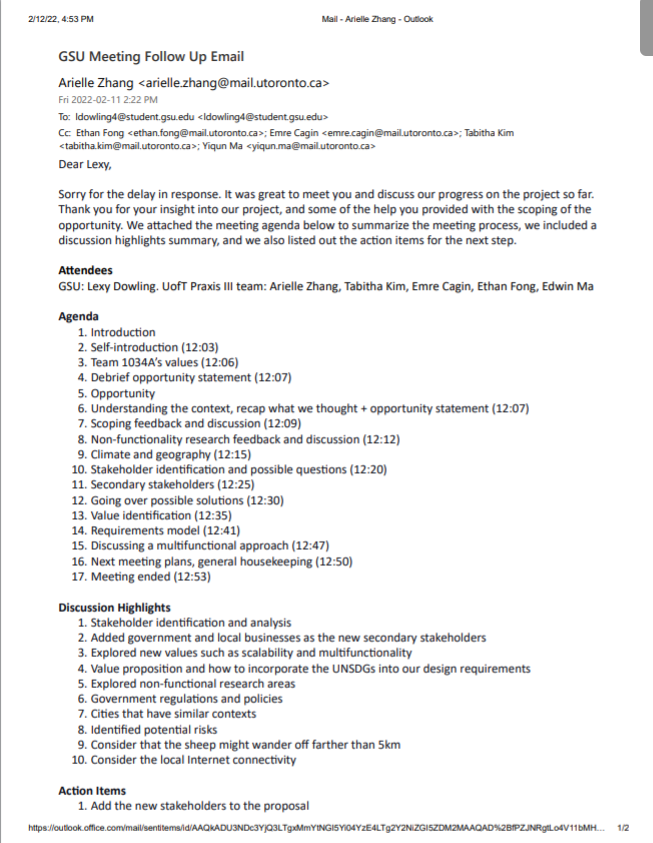 2/12/22, 4:53 PM Mail - Arielle Zhang - Outlook
GSU Meeting Follow Up Email
Arielle Zhang <arielle.zhang@mail.utoronto.ca>
Fri 2022-02-11 2:22 PM
To: ldowling4@student.gsu.edu <ldowling4@student.gsu.edu>
Cc: Ethan Fong <ethan.fong@mail.utoronto.ca>; Emre Cagin <emre.cagin@mail.utoronto.ca>; Tabitha Kim
<tabitha.kim@mail.utoronto.ca>; Yiqun Ma <yiqun.ma@mail.utoronto.ca>
Dear Lexy,
Sorry for the delay in response. It was great to meet you and discuss our progress on the project so far.
Thank you for your insight into our project, and some of the help you provided with the scoping of the
opportunity. We attached the meeting agenda below to summarize the meeting process, we included a
discussion highlights summary, and we also listed out the action items for the next step.
Attendees
GSU: Lexy Dowling. UofT Praxis III team: Arielle Zhang, Tabitha Kim, Emre Cagin, Ethan Fong, Edwin Ma
Agenda
1. Introduction
2. Self-introduction (12:03)
3. Team 1034A's values (12:06)
4. Debrief opportunity statement (12:07)
5. Opportunity
6. Understanding the context, recap what we thought + opportunity statement (12:07)
7. Scoping feedback and discussion (12:09)
8. Non-functionality research feedback and discussion (12:12)
9. Climate and geography (12:15)
10. Stakeholder identification and possible questions (12:20)
11. Secondary stakeholders (12:25)
12. Going over possible solutions (12:30)
13. Value identification (12:35)
14. Requirements model (12:41)
15. Discussing a multifunctional approach (12:47)
16. Next meeting plans, general housekeeping (12:50)
17. Meeting ended (12:53)
Discussion Highlights
1. Stakeholder identification and analysis
2. Added government and local businesses as the new secondary stakeholders
3. Explored new values such as scalability and multifunctionality
4. Value proposition and how to incorporate the UNSDGs into our design requirements
5. Explored non-functional research areas
6. Government regulations and policies
7. Cities that have similar contexts
8. Identified potential risks
9. Consider that the sheep might wander off farther than 5km
10. Consider the local Internet connectivity
Action Items
1. Add the new stakeholders to the proposal
1/2